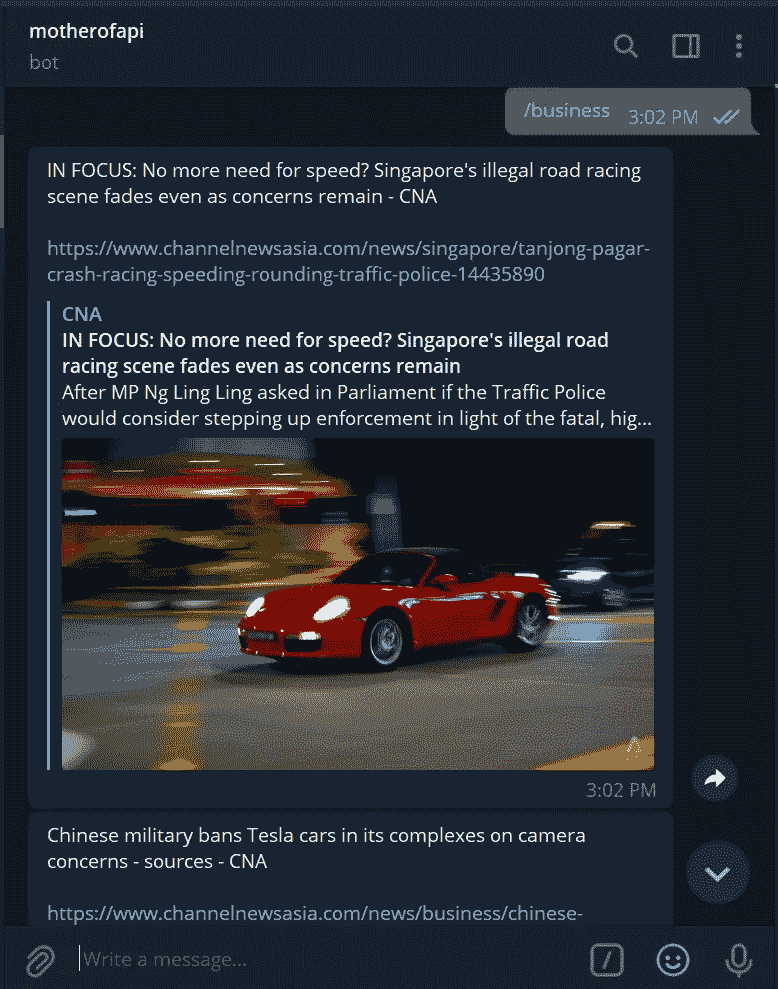 motherofapi
bot
/business 3:02 PM
IN FOCUS: No more need for speed? Singapore's illegal road racing
scene fades even as concerns remain - CNA
https://www.channelnewsasia.com/news/singapore/tanjong-pagar-
crash-racing-speeding-rounding-traffic-police-14435890
CNA
IN FOCUS: No more need for speed? Singapore's illegal road
racing scene fades even as concerns remain
After MP Ng Ling Ling asked in Parliament if the Traffic Police
would consider stepping up enforcement in light of the fatal, hig...
3:02 PM
Chinese military bans Tesla cars in its complexes on camera
concerns - sources - CNA
https://www.channelnewsasia.com/news/business/chinese-
Write a message...